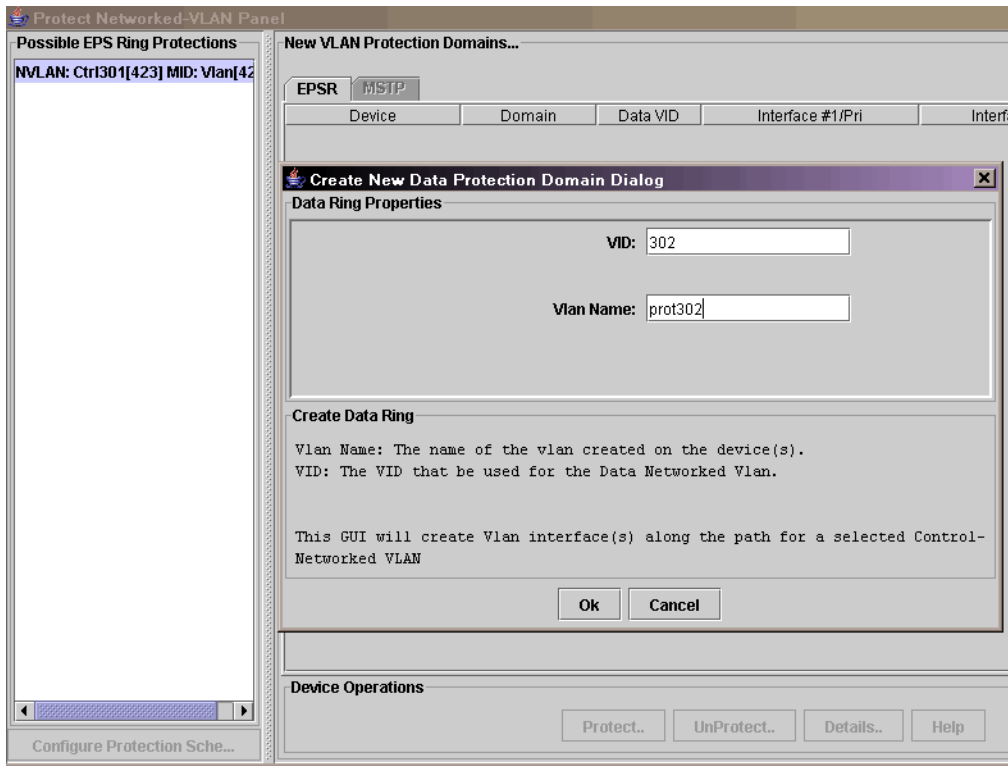 Protect Networked-VLAN Panel
Possible EPS Ring Protections
NVLAN: Ctrl301[423] MID: Vlan[42
New VLAN Protection Domains...
EPSR MSTP
Device Domain Data VID Interface #1/Pri Interf
Create New Data Protection Domain Dialog
Data Ring Properties
VID: 302
Vlan Name: prot302
Create Data Ring
Vlan Name: The name of the vlan created on the device(s).
VID: The VID that be used for the Data Networked Vlan.
This GUI will create Vlan interface(s) along the path for a selected Control-
Networked VLAN
Ok Cancel
Device Operations
Protect.. UnProtect.. Details.. Help
Configure Protection Sche...